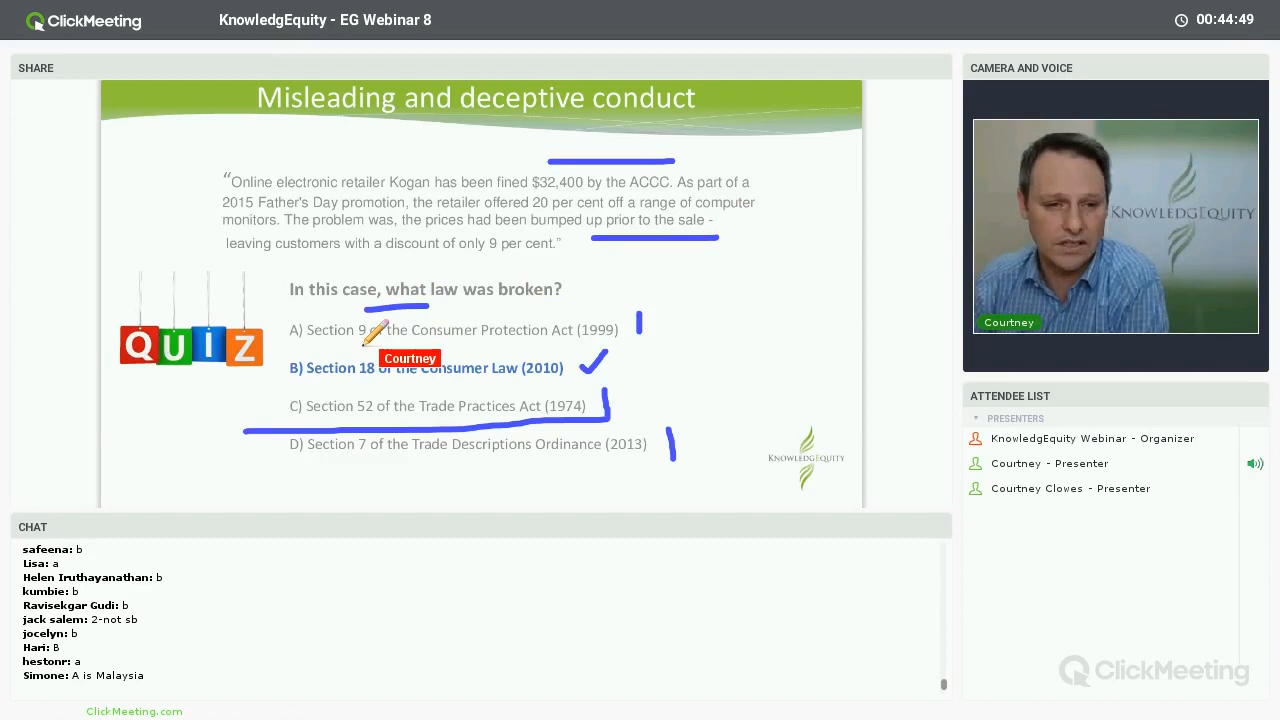 ClickMeeting
KnowledgEquity - EG Webinar 8
00:44:49
SHARE
Misleading and deceptive conduct
“Online electronic retailer Kogan has been fined $32,400 by the ACCC. As part of a
2015 Father's Day promotion, the retailer offered 20 per cent off a range of computer
monitors. The problem was, the prices had been bumped up prior to the sale -
leaving customers with a discount of only 9 per cent.”
QUIZ
In this case, what law was broken?
A) Section 9 of the Consumer Protection Act (1999)
Courtney
B) Section 18 of the Consumer Law (2010)
C) Section 52 of the Trade Practices Act (1974)
D) Section 7 of the Trade Descriptions Ordinance (2013)
KNOWLEDGEQUITY
CAMERA AND VOICE
KNOWLEDGEQUITY
Courtney
ATTENDEE LIST
PRESENTERS
KnowledgEquity Webinar - Organizer
Courtney - Presenter
Courtney Clowes - Presenter
CHAT
safeena: b
Lisa: a
Helen Iruthayanathan: b
kumbie: b
Ravisekgar Gudi: b
jack salem: 2-not sb
jocelyn: b
Hari: B
hestonr: a
Simone: A is Malaysia
ClickMeeting
ClickMeeting.com